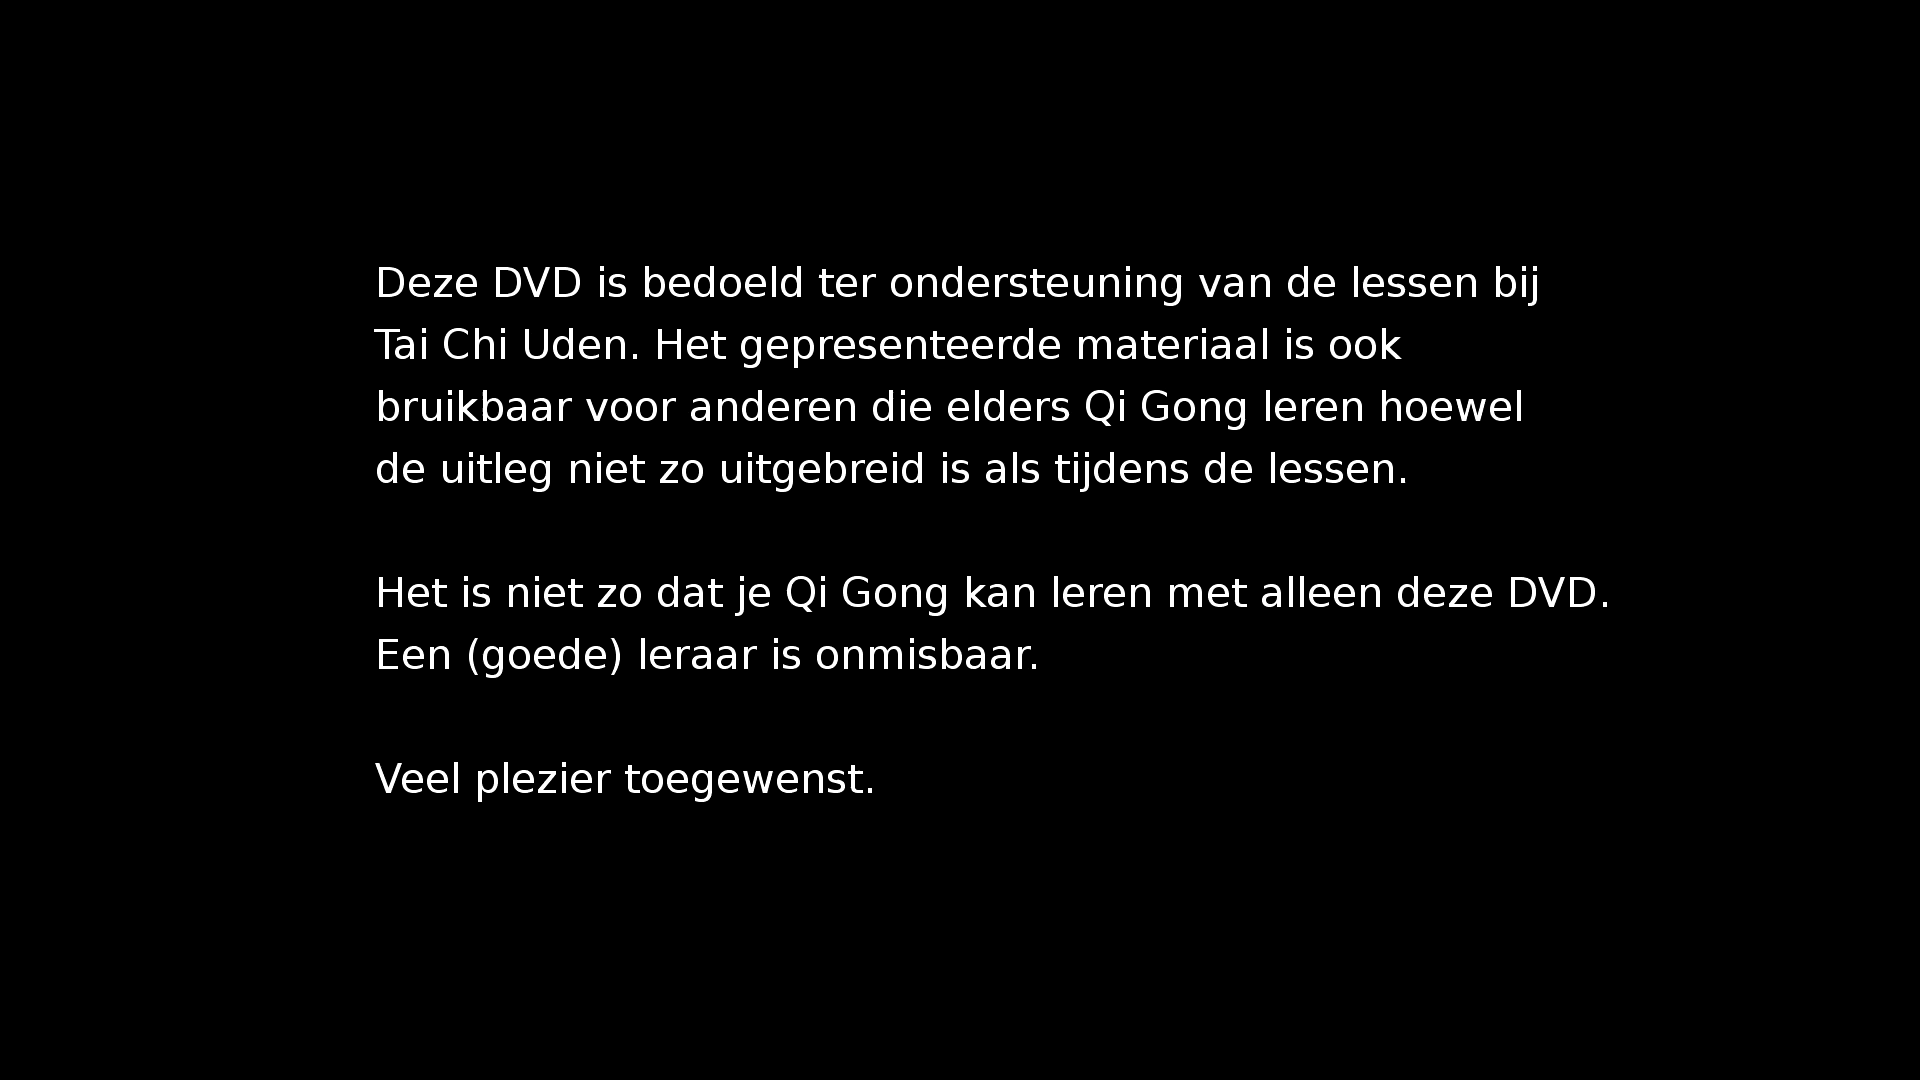 Deze DVD is bedoeld ter ondersteuning van de lessen bij
Tai Chi Uden. Het gepresenteerde materiaal is ook
bruikbaar voor anderen die elders Qi Gong leren hoewel
de uitleg niet zo uitgebreid is als tijdens de lessen.
Het is niet zo dat je Qi Gong kan leren met alleen deze DVD.
Een (goede) leraar is onmisbaar.
Veel plezier toegewenst.